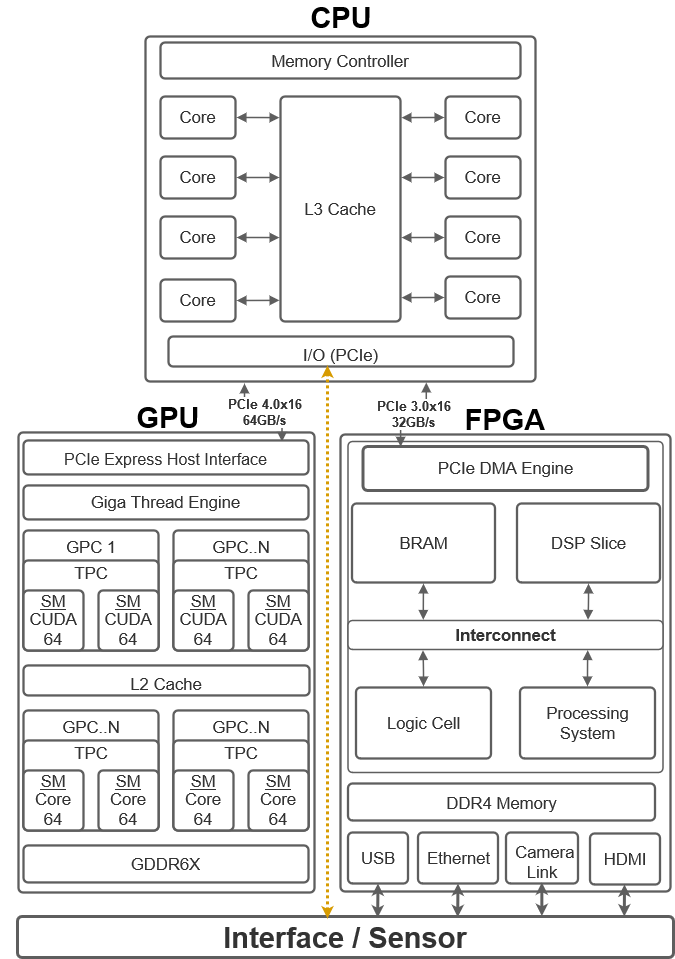 CPU
Memory Controller
Core
Core
Core
Core
L3 Cache
Core
Core
Core
Core
I/O (PCIe)
PCIe 4.0x16
64GB/s
PCIe 3.0x16
32GB/s
GPU
PCIe Express Host Interface
Giga Thread Engine
GPC 1
TPC
SM
CUDA
64
SM
CUDA
64
GPC..N
TPC
SM
CUDA
64
SM
CUDA
64
L2 Cache
GPC..N
TPC
SM
Core
64
SM
Core
64
GPC..N
TPC
SM
Core
64
SM
Core
64
GDDR6X
FPGA
PCIe DMA Engine
BRAM
DSP Slice
Interconnect
Logic Cell
Processing
System
DDR4 Memory
USB
Ethernet
Camera
Link
HDMI
Interface / Sensor